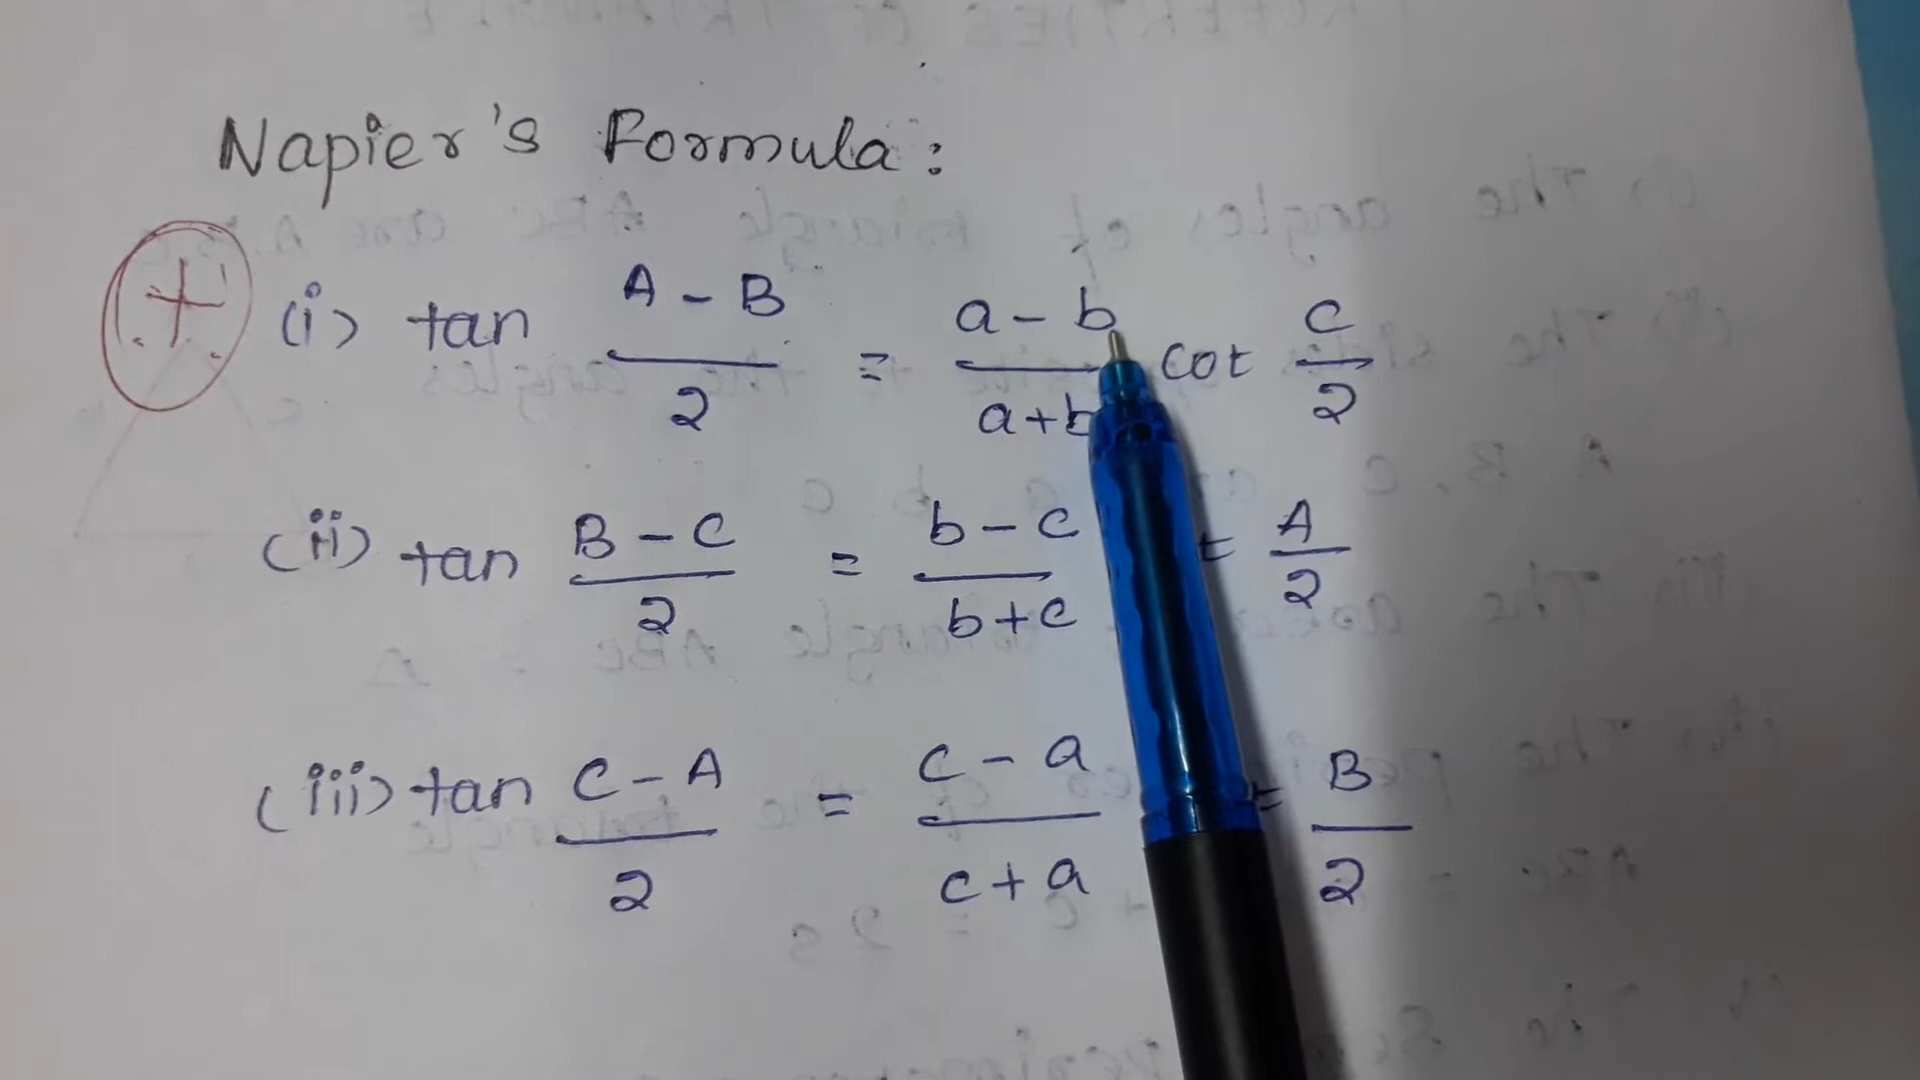 Napier's Formula:
(i) tan A - B / 2 = a - b / a + b cot C / 2
(ii) tan B - C / 2 = b - c / b + c t A / 2
(iii) tan C - A / 2 = c - a / c + a B / 2